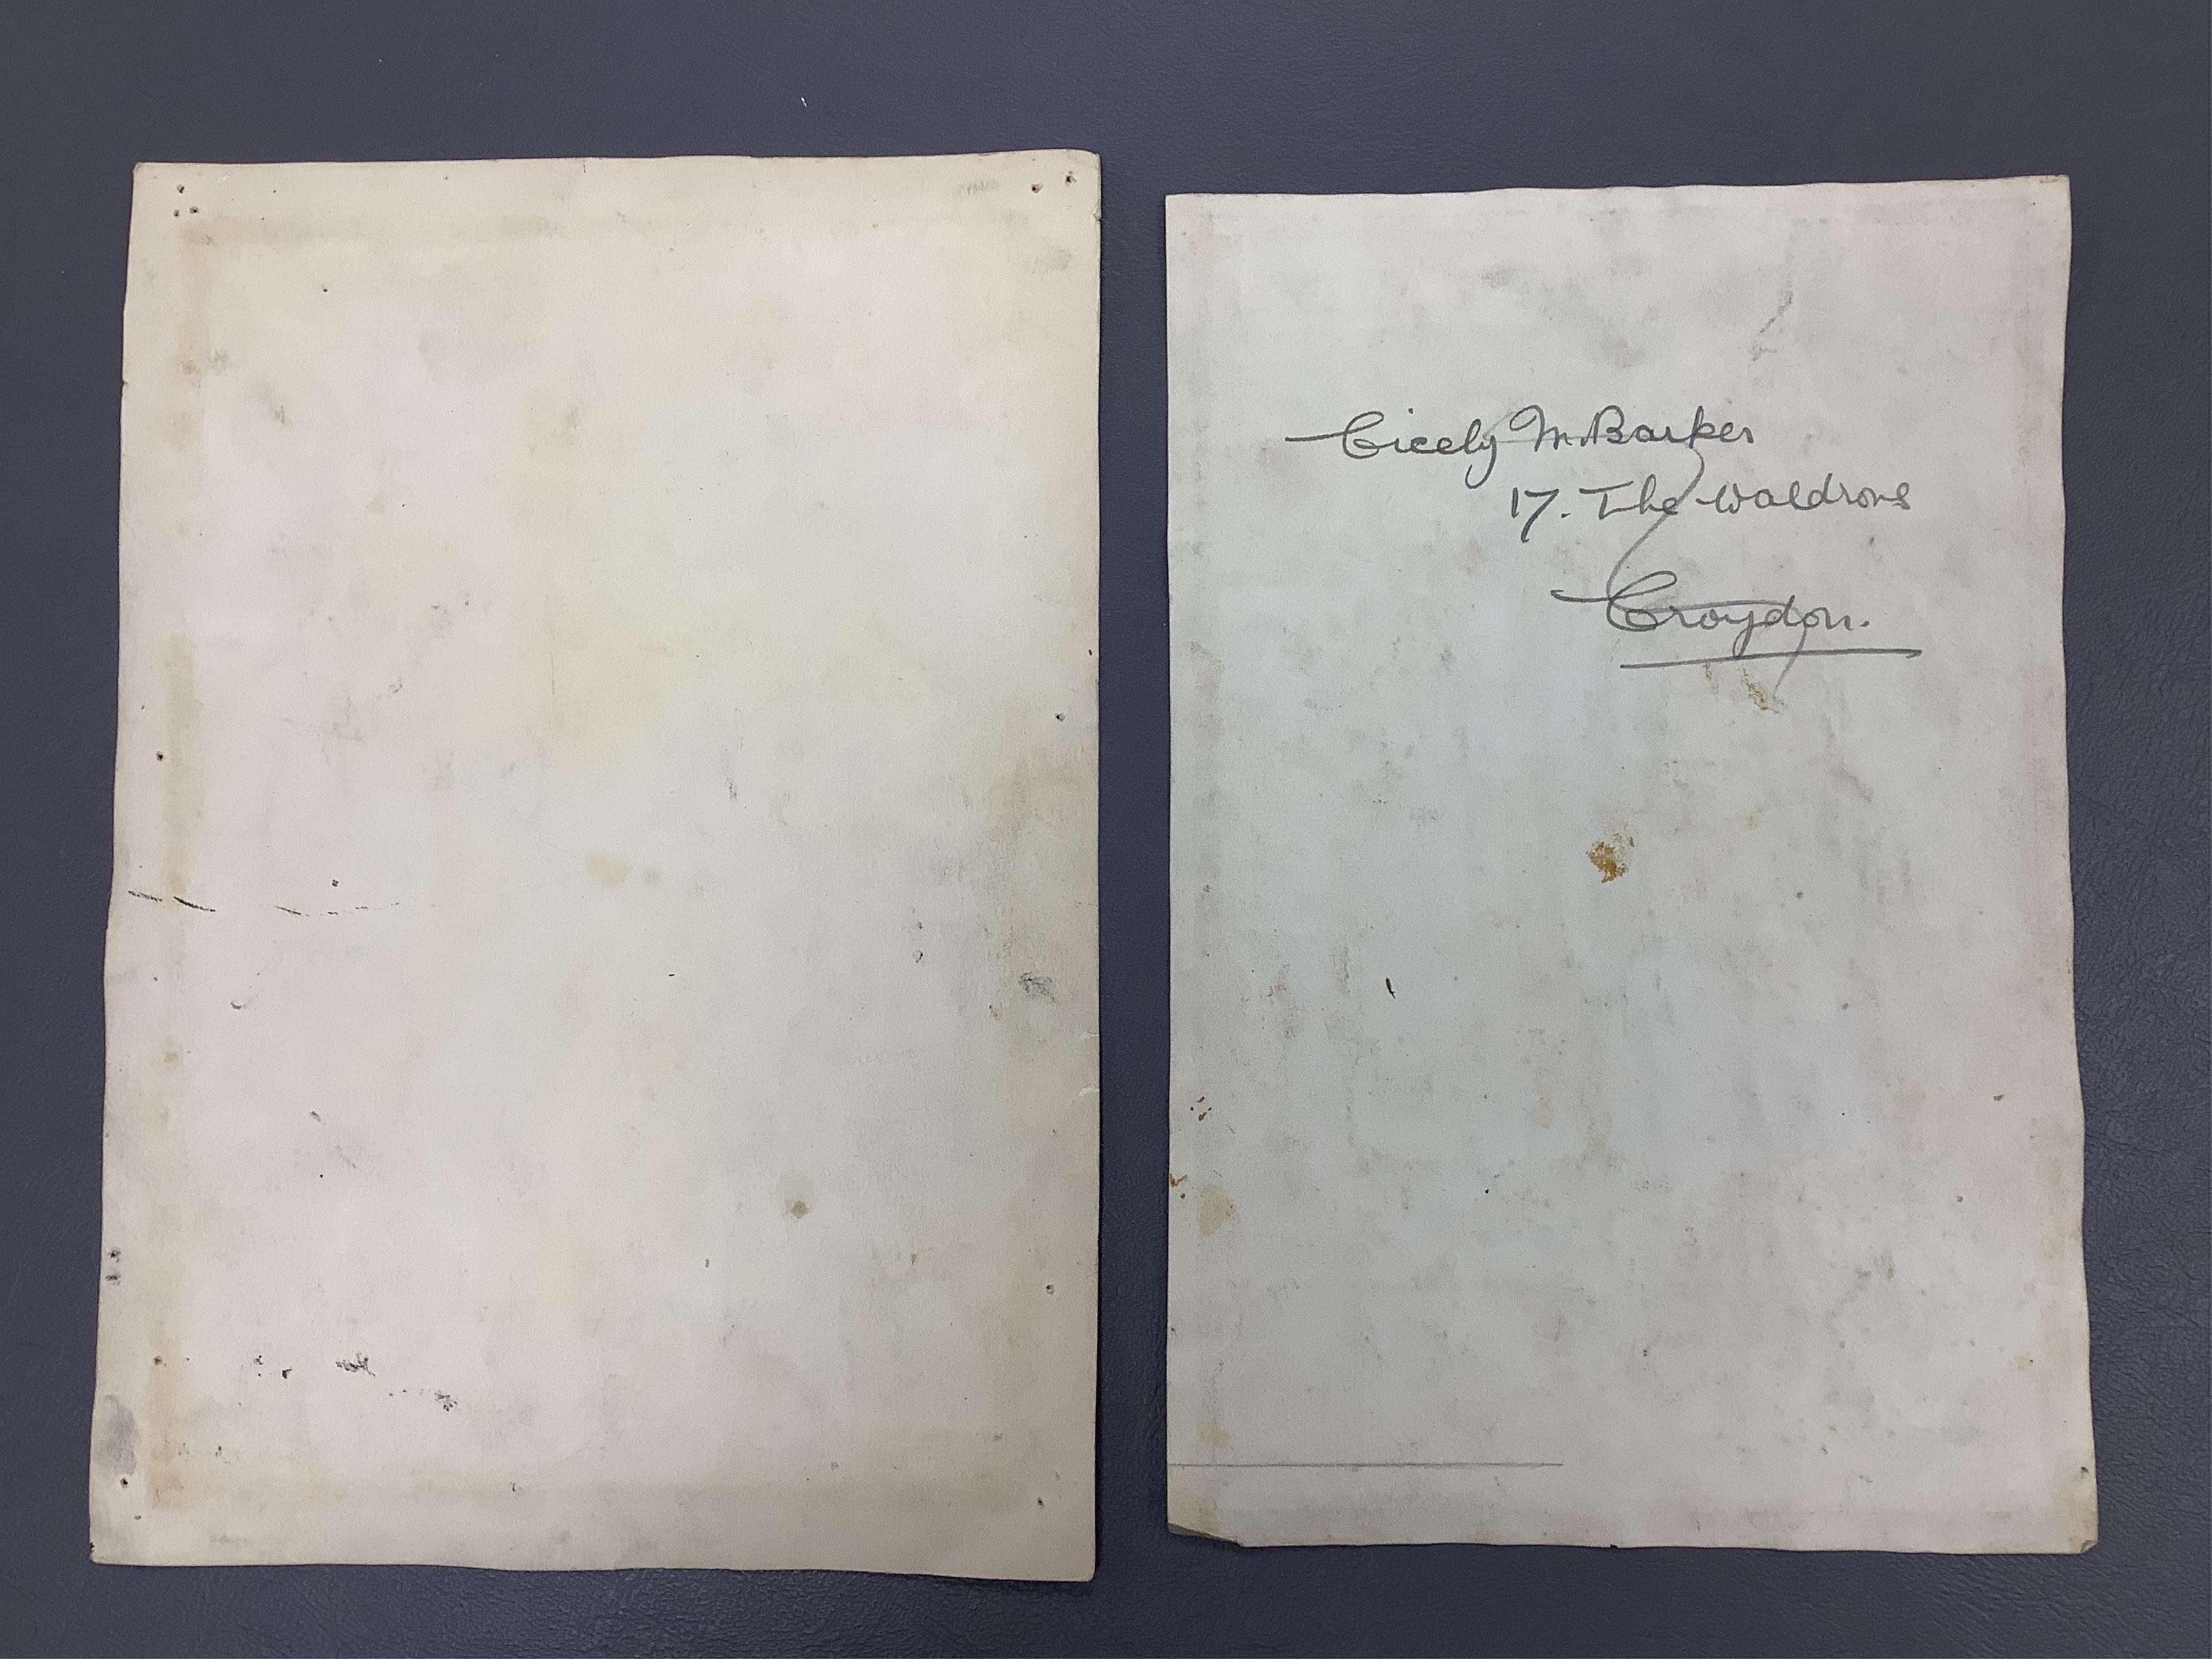 Cicely M. Barker
17. The Waldrons
Croydon.